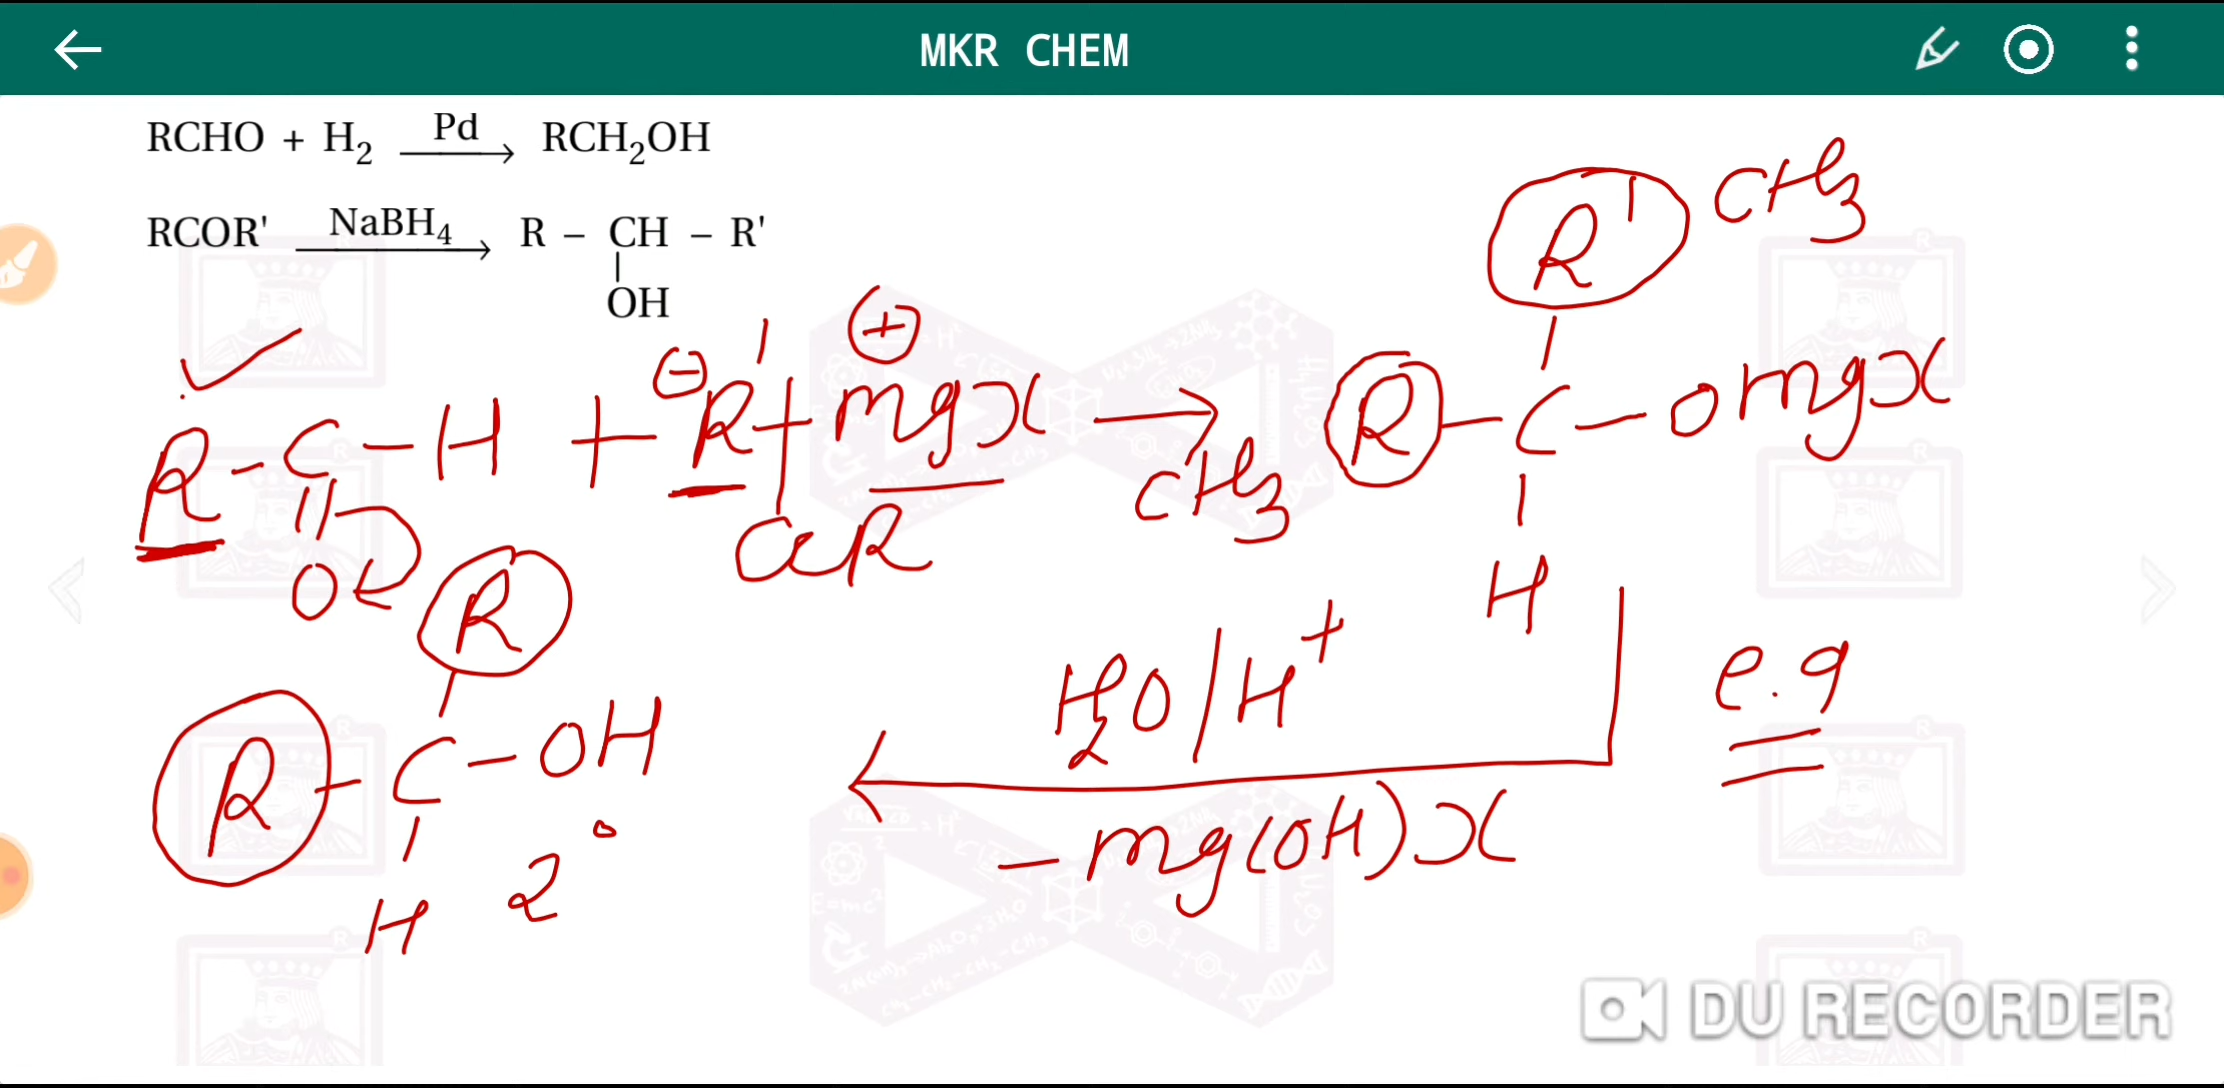 MKR CHEM
RCHO + H₂ —Pd→ RCH₂OH
RCOR' —NaBH₄→ R – CH – R'
|
OH
R' CH₃
R – C – H + R' mgx → R – C – omgx
⊖ ⊕
O GR CH₃ H
R H₂O/H⁺ e.g
R – C – OH
H 2°
– mg(OH)x
DU RECORDER